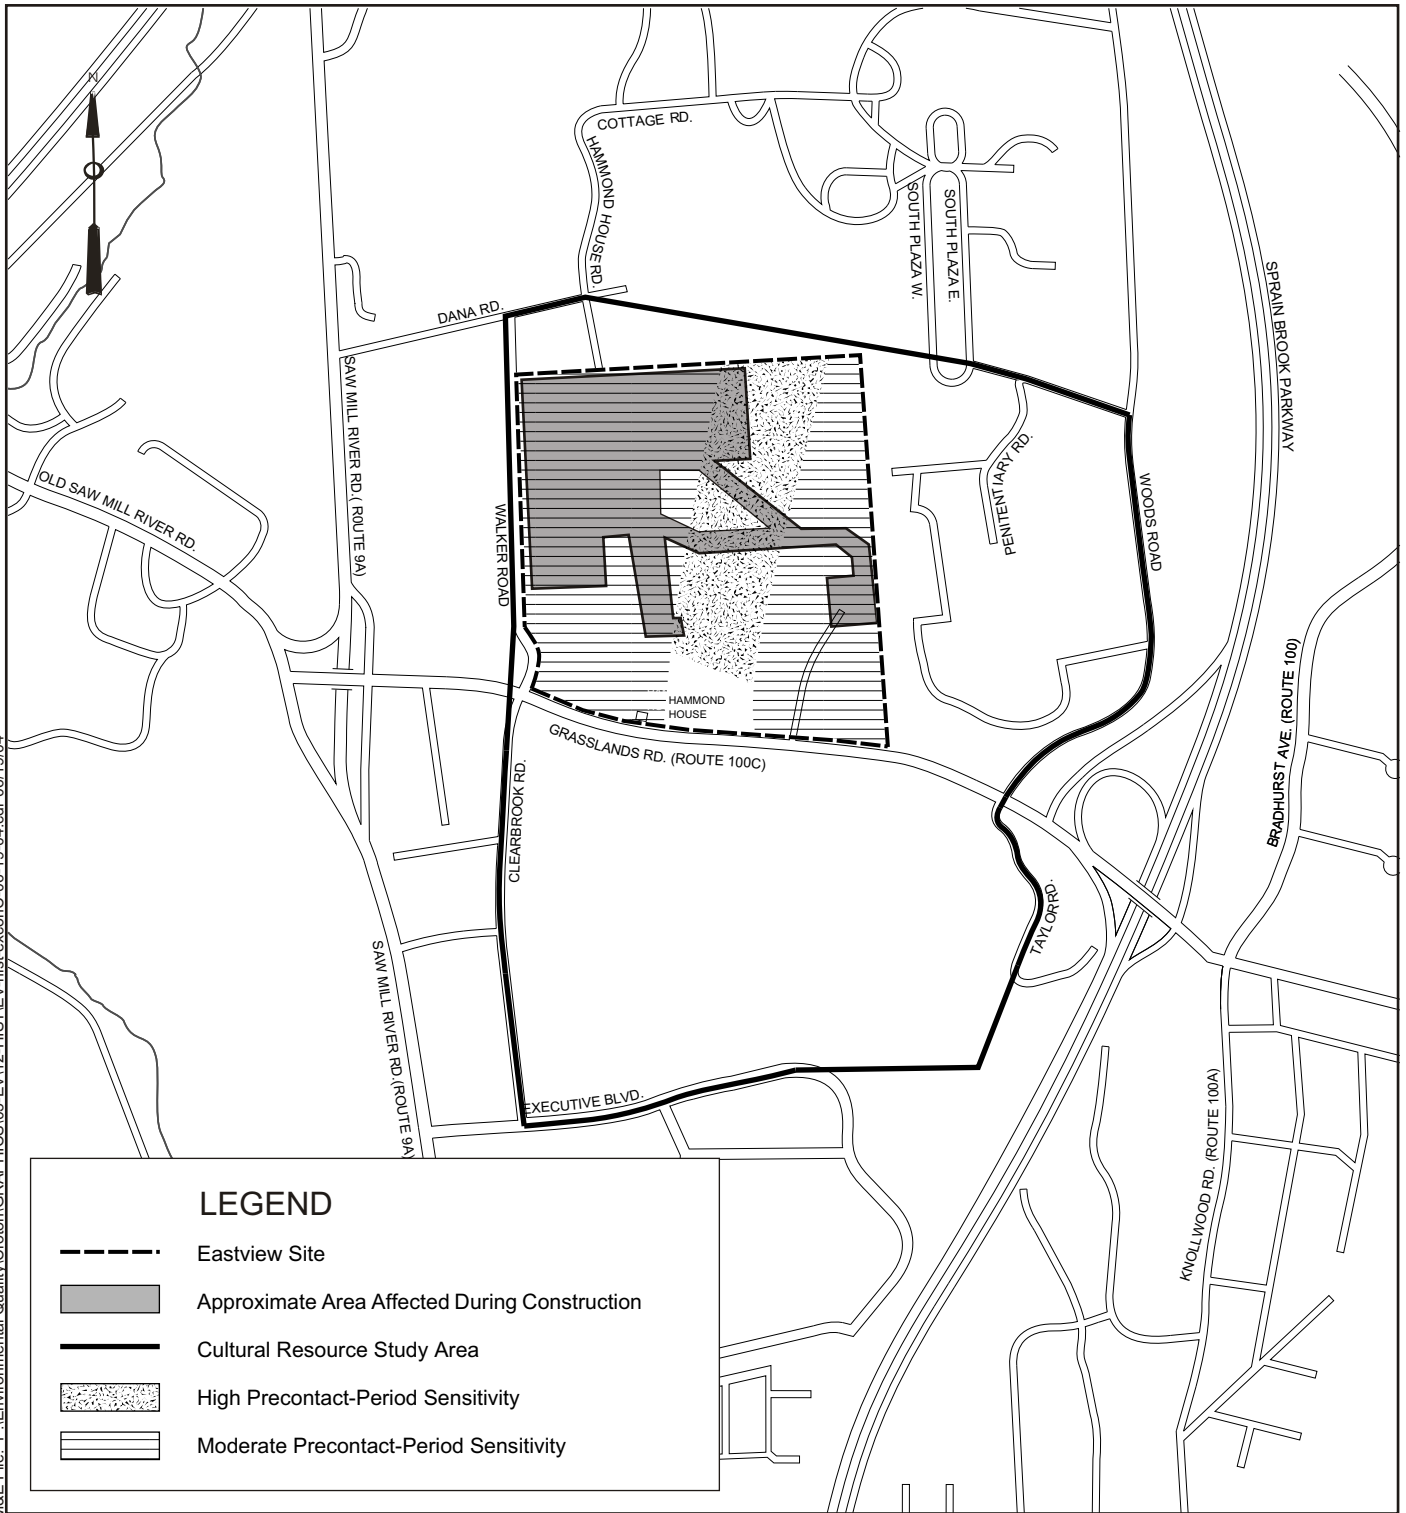 N
COTTAGE RD.
HAMMOND HOUSE RD.
SOUTH PLAZA W.
SOUTH PLAZA E.
DANA RD.
SPRAIN BROOK PARKWAY
SAW MILL RIVER RD.( ROUTE 9A)
OLD SAW MILL RIVER RD.
WALKER ROAD
PENITENTIARY RD.
WOODS ROAD
HAMMOND
HOUSE
GRASSLANDS RD. (ROUTE 100C)
BRADHURST AVE. (ROUTE 100)
CLEARBROOK RD.
TAYLOR RD.
SAW MILL RIVER RD.(ROUTE 9A)
EXECUTIVE BLVD.
KNOLLWOOD RD. (ROUTE 100A)
LEGEND
Eastview Site
Approximate Area Affected During Construction
Cultural Resource Study Area
High Precontact-Period Sensitivity
Moderate Precontact-Period Sensitivity